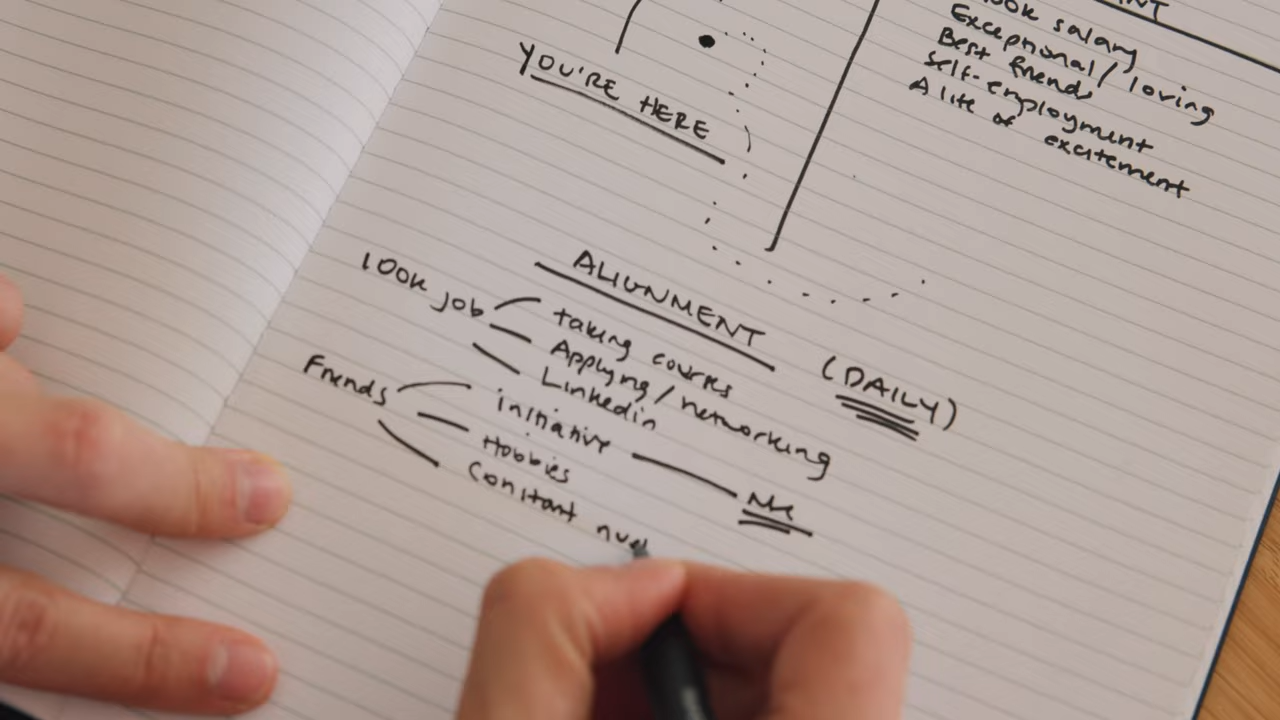 salary
Exceptional / loving
Best friends
Self-employment
A life of excitement
YOU'RE HERE
ALIGNMENT (DAILY)
100K job
taking courses
Applying / networking
Linkedin
Friends
initiative
Hobbies
Constant